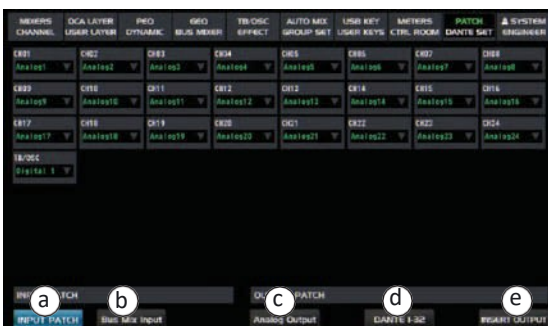 MIXERS DCA LAYER PEQ GEQ TB/OSC AUTO MIX USB KEY METERS PATCH SYSTEM
CHANNEL USER LAYER DYNAMIC BUS MIXER EFFECT GROUP SET USER KEYS CTRL ROOM DANTE SET ENGINEER
CH01 CH02 CH03 CH04 CH05 CH06 CH07 CH08
Analog1 Analog2 Analog3 Analog4 Analog5 Analog6 Analog7 Analog8
CH09 CH10 CH11 CH12 CH13 CH14 CH15 CH16
Analog9 Analog10 Analog11 Analog12 Analog13 Analog14 Analog15 Analog16
CH17 CH18 CH19 CH20 CH21 CH22 CH23 CH24
Analog17 Analog18 Analog19 Analog20 Analog21 Analog22 Analog23 Analog24
TB/OSC
Digital 1
a b c d e
INPUT PATCH Bus Mix Input Analog Output DANTE 1-32 INSERT OUTPUT